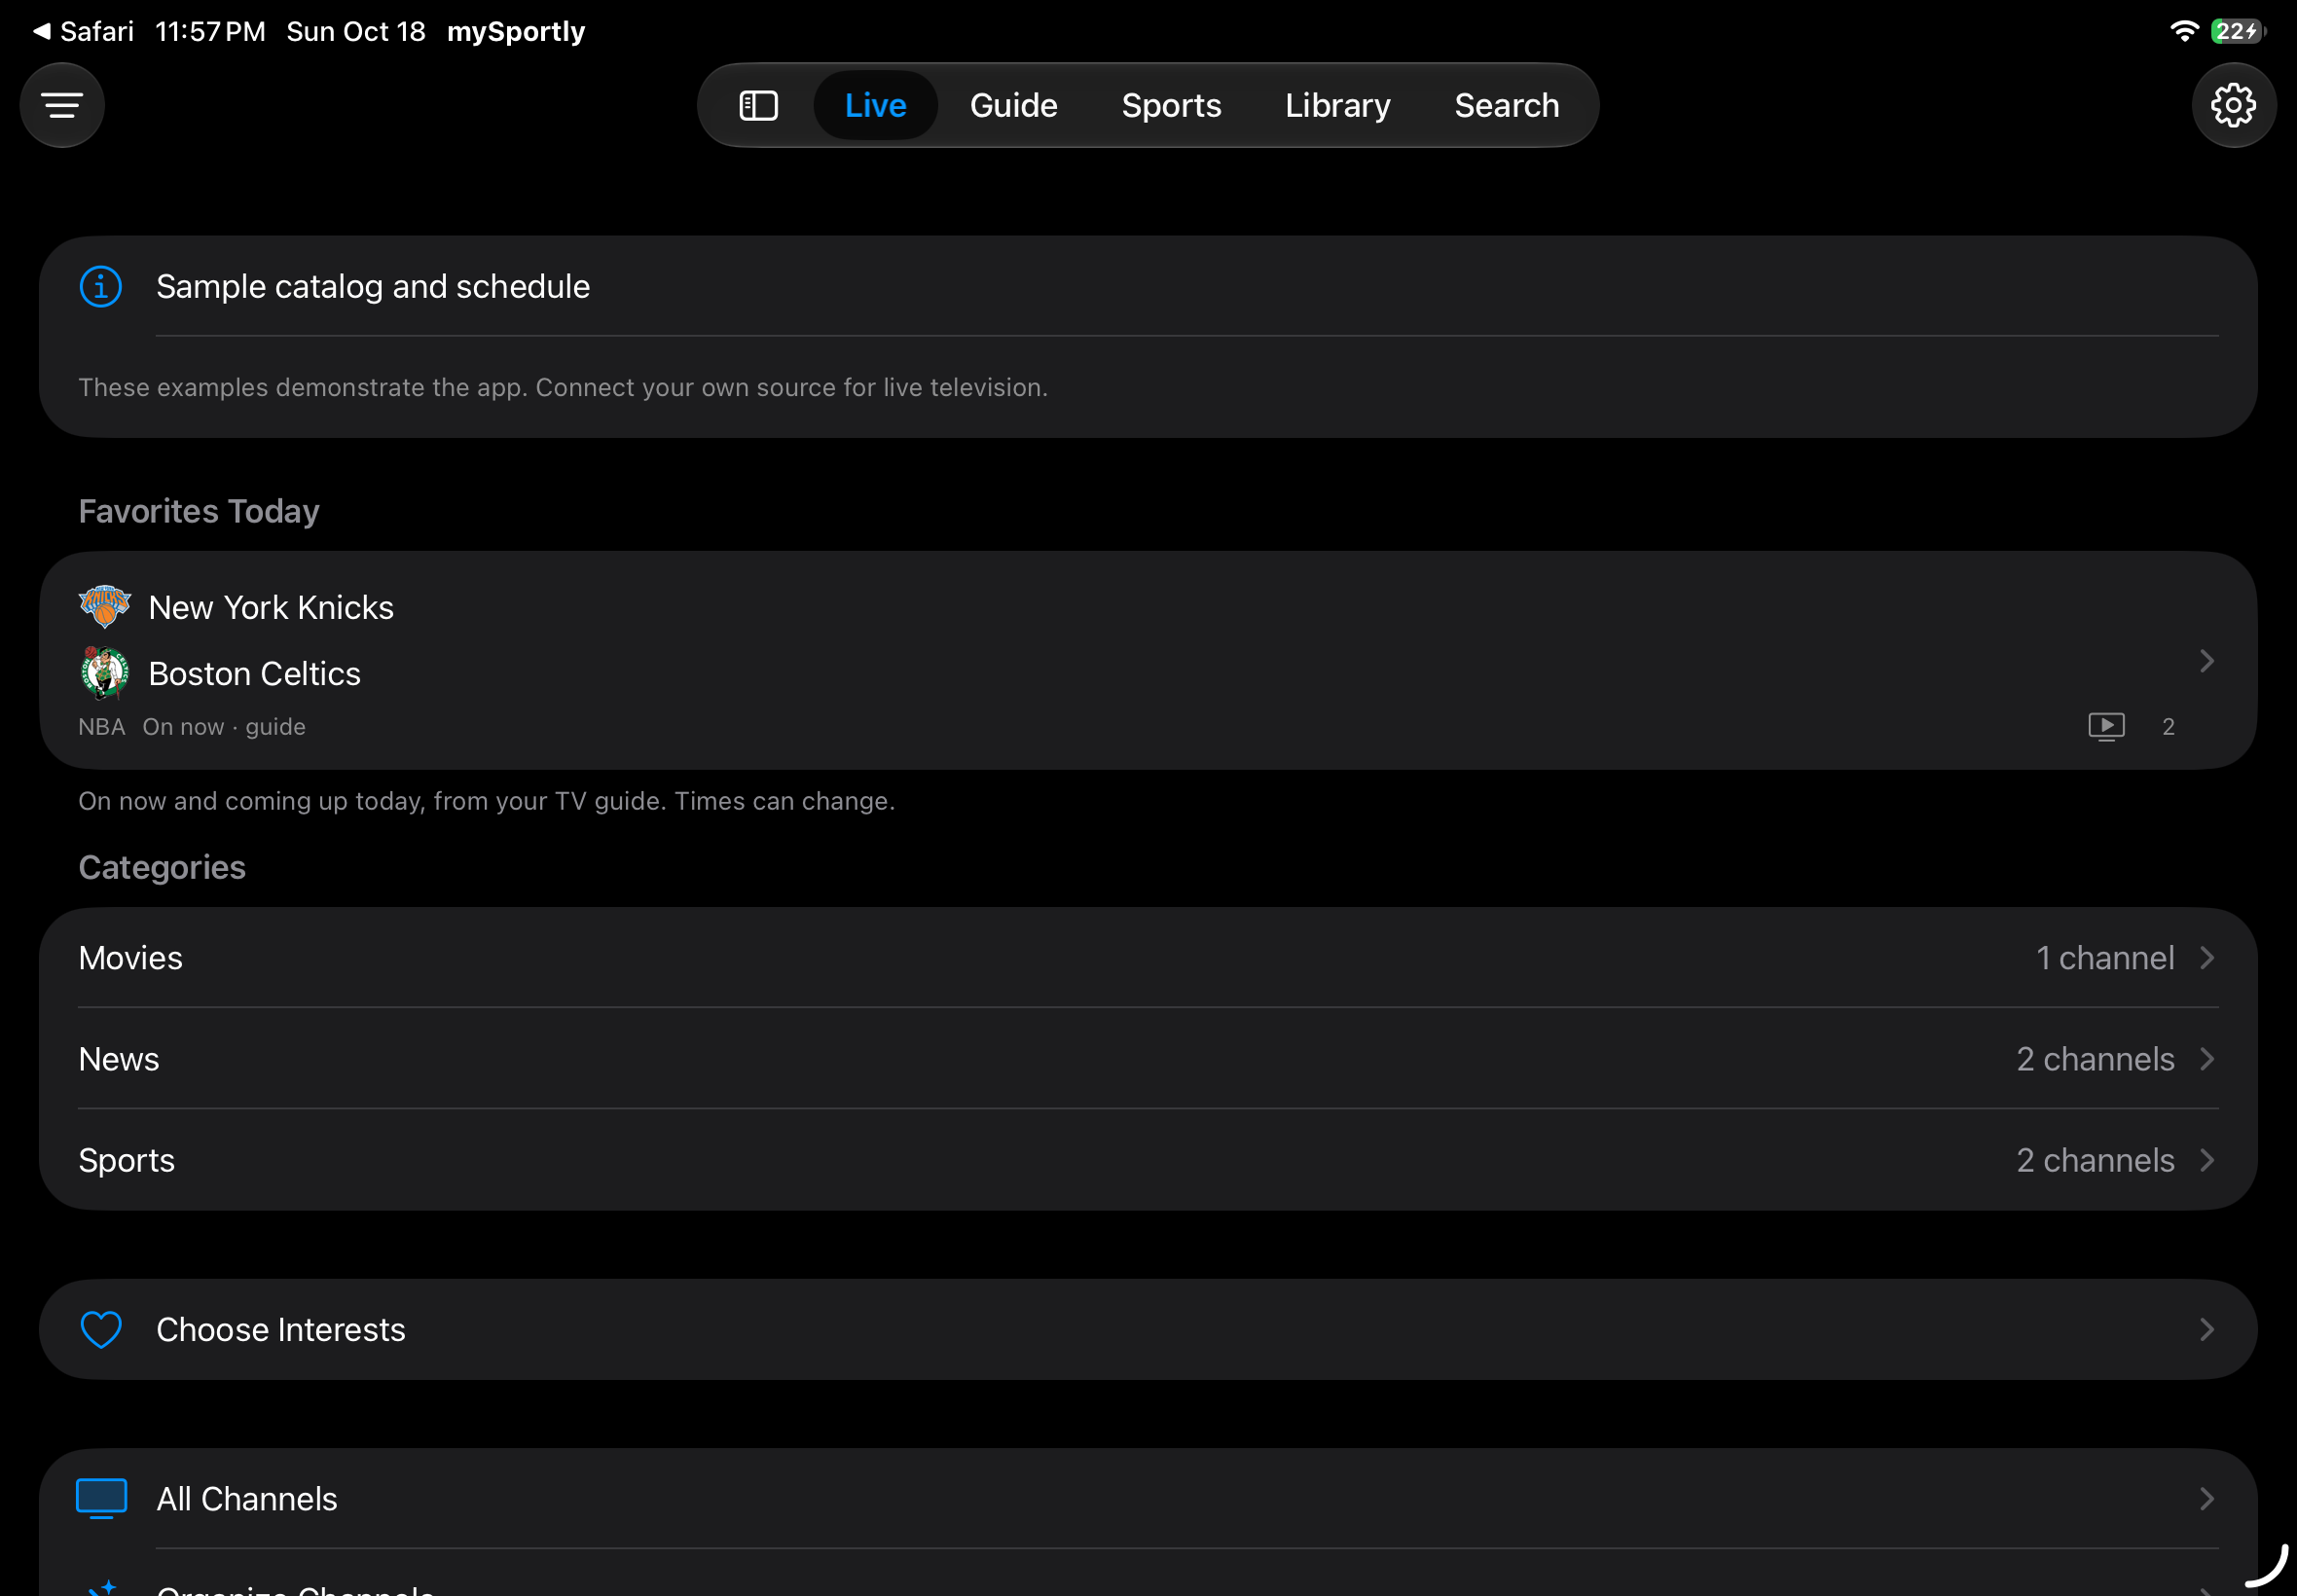 Safari 11:57 PM Sun Oct 18 mySportly
22
Live Guide Sports Library Search
Sample catalog and schedule
These examples demonstrate the app. Connect your own source for live television.
Favorites Today
New York Knicks
Boston Celtics
NBA On now · guide 2
On now and coming up today, from your TV guide. Times can change.
Categories
Movies 1 channel
News 2 channels
Sports 2 channels
Choose Interests
All Channels
Organize Channels